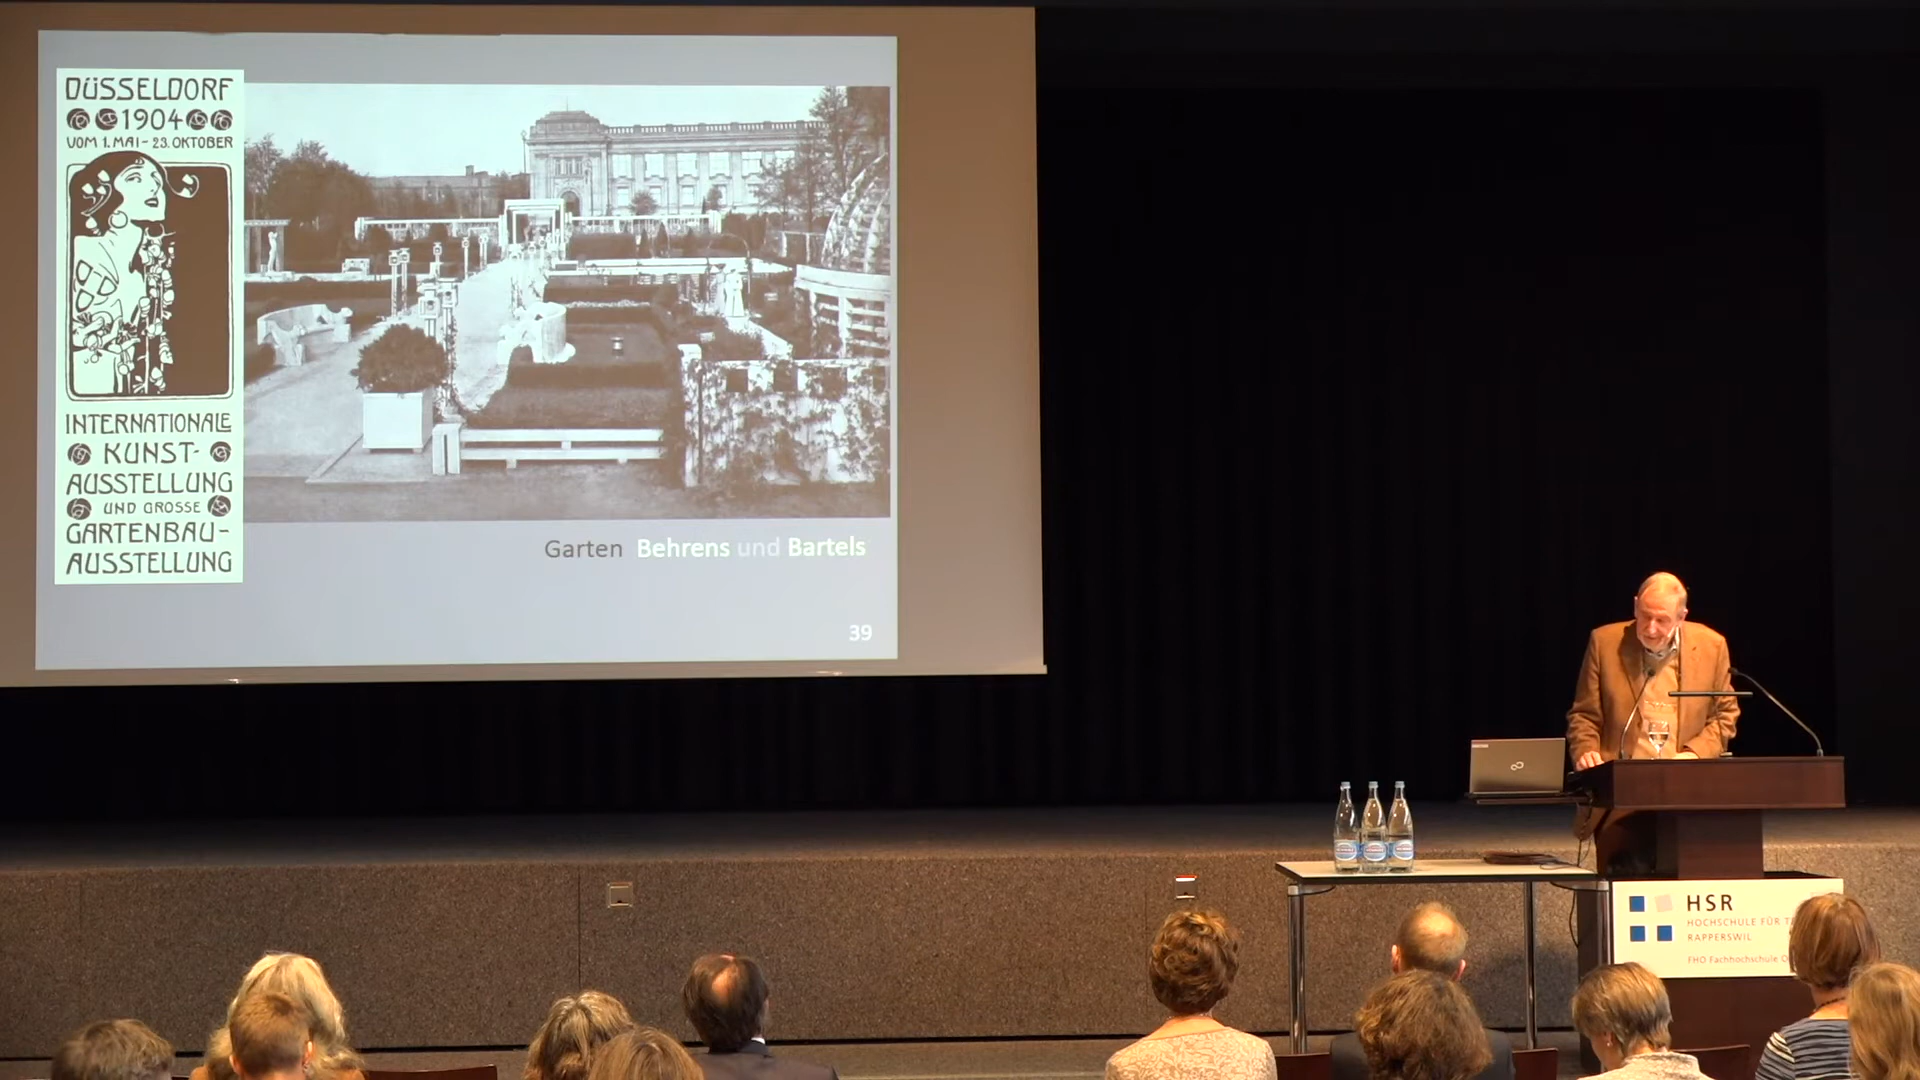 DÜSSELDORF
1904
VOM 1. MAI - 23. OKTOBER
INTERNATIONALE
KUNST-
AUSSTELLUNG
UND GROSSE
GARTENBAU-
AUSSTELLUNG
Garten Behrens und Bartels
39
HSR
HOCHSCHULE FÜR
RAPPERSWIL
FHO Fachhochschule